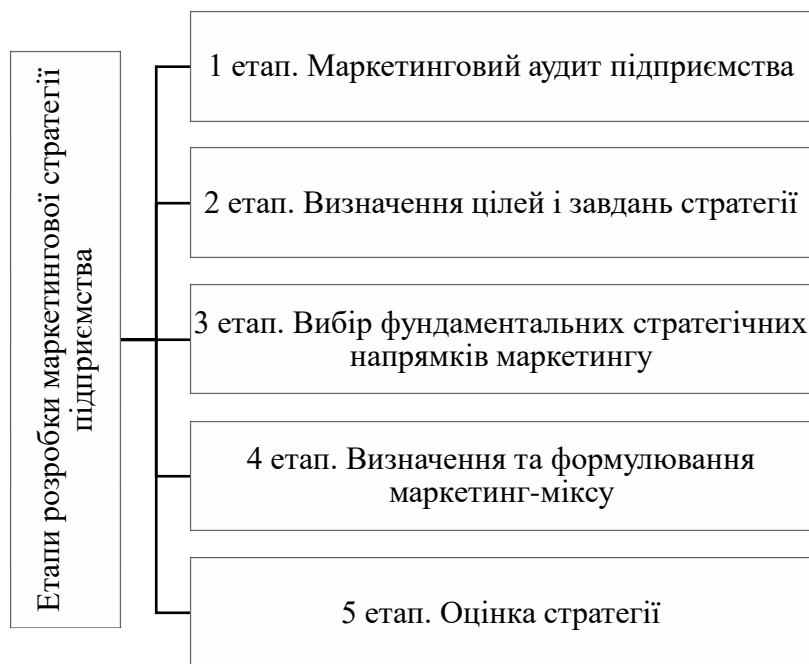 Етапи розробки маркетингової стратегії
підприємства
1 етап. Маркетинговий аудит підприємства
2 етап. Визначення цілей і завдань стратегії
3 етап. Вибір фундаментальних стратегічних
напрямків маркетингу
4 етап. Визначення та формулювання
маркетинг-міксу
5 етап. Оцінка стратегії